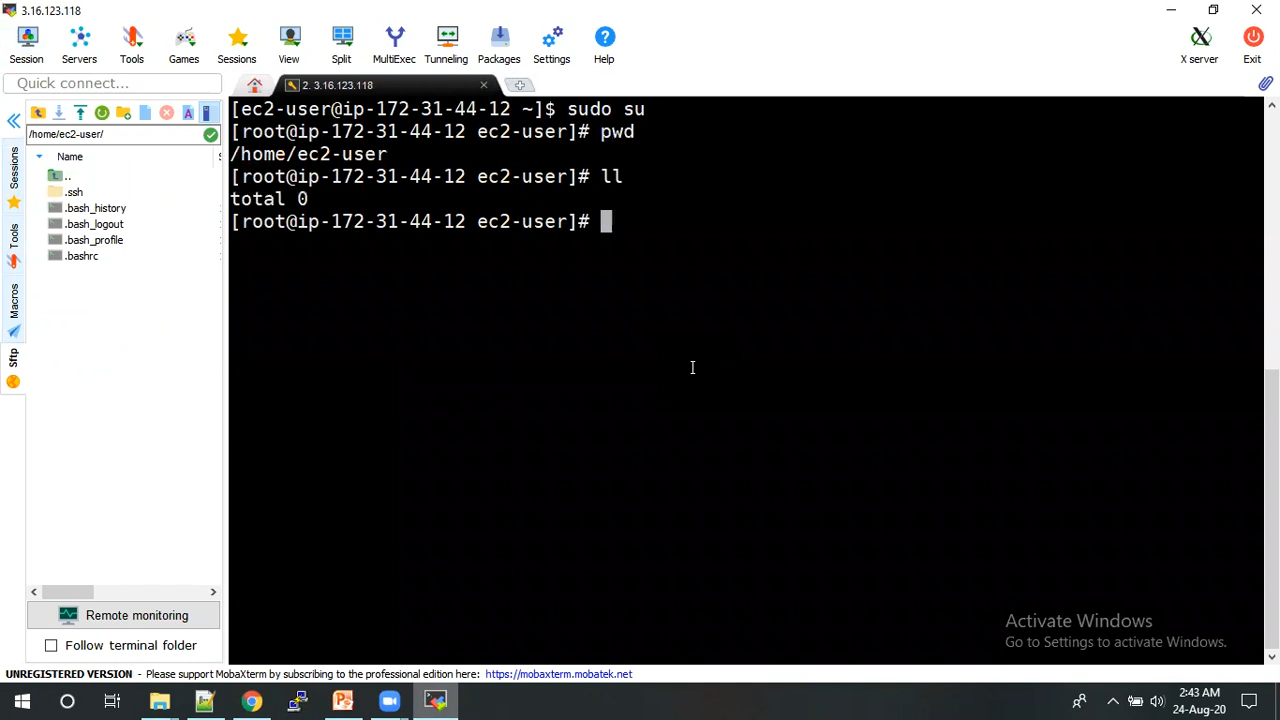 3.16.123.118
Session Servers Tools Games Sessions View Split MultiExec Tunneling Packages Settings Help X server Exit
Quick connect...
2. 3.16.123.118
/home/ec2-user/
Name
..
.ssh
.bash_history
.bash_logout
.bash_profile
.bashrc
Sessions
Tools
Macros
Sftp
[ec2-user@ip-172-31-44-12 ~]$ sudo su
[root@ip-172-31-44-12 ec2-user]# pwd
/home/ec2-user
[root@ip-172-31-44-12 ec2-user]# ll
total 0
[root@ip-172-31-44-12 ec2-user]#
Remote monitoring
Follow terminal folder
Activate Windows
Go to Settings to activate Windows.
UNREGISTERED VERSION - Please support MobaXterm by subscribing to the professional edition here: https://mobaxterm.mobatek.net
2:43 AM
24-Aug-20